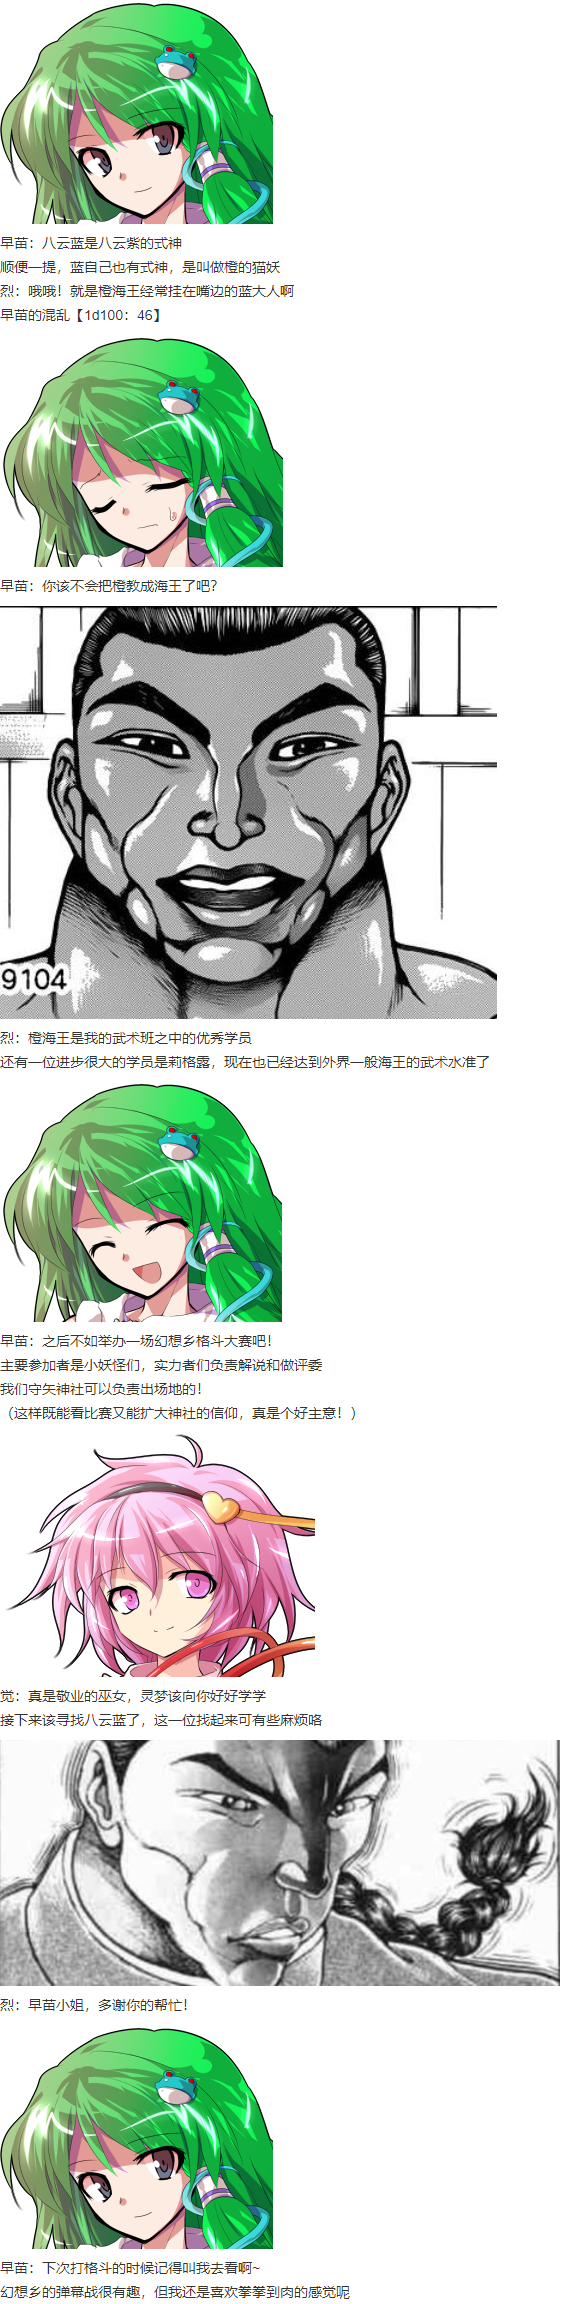 早苗：八云蓝是八云紫的式神
顺便一提，蓝自己也有式神，是叫做橙的猫妖
烈：哦哦！就是橙海王经常挂在嘴边的蓝大人啊
早苗的混乱【1d100：46】
早苗：你该不会把橙教成海王了吧？
9104
烈：橙海王是我的武术班之中的优秀学员
还有一位进步很大的学员是莉格露，现在也已经达到外界一般海王的武术水准了
早苗：之后不如举办一场幻想乡格斗大赛吧！
主要参加者是小妖怪们，实力者们负责解说和做评委
我们守矢神社可以负责出场地的！
（这样既能看比赛又能扩大神社的信仰，真是个好主意！）
觉：真是敬业的巫女，灵梦该向你好好学学
接下来该寻找八云蓝了，这一位找起来可有些麻烦咯
烈：早苗小姐，多谢你的帮忙！
早苗：下次打格斗的时候记得叫我去看啊~
幻想乡的弹幕战很有趣，但我还是喜欢拳拳到肉的感觉呢